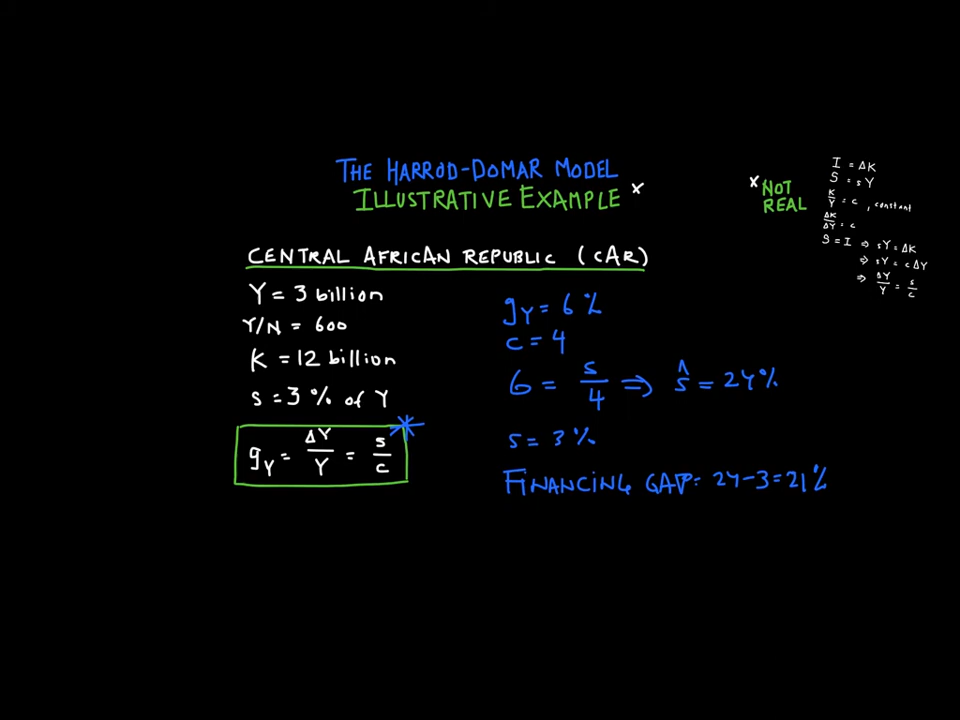 THE HARROD-DOMAR MODEL
ILLUSTRATIVE EXAMPLE ×
× NOT
REAL
I = ΔK
S = sY
K/Y = c, constant
ΔK/ΔY = c
S = I ⇒ sY = ΔK
⇒ sY = cΔY
⇒ ΔY/Y = s/c
CENTRAL AFRICAN REPUBLIC (CAR)
Y = 3 billion
Y/N = 600
K = 12 billion
s = 3 % of Y
gY = ΔY/Y = s/c
gY = 6 %
c = 4
6 = s/4 ⇒ ŝ = 24%
s = 3 %
FINANCING GAP = 24-3 = 21%